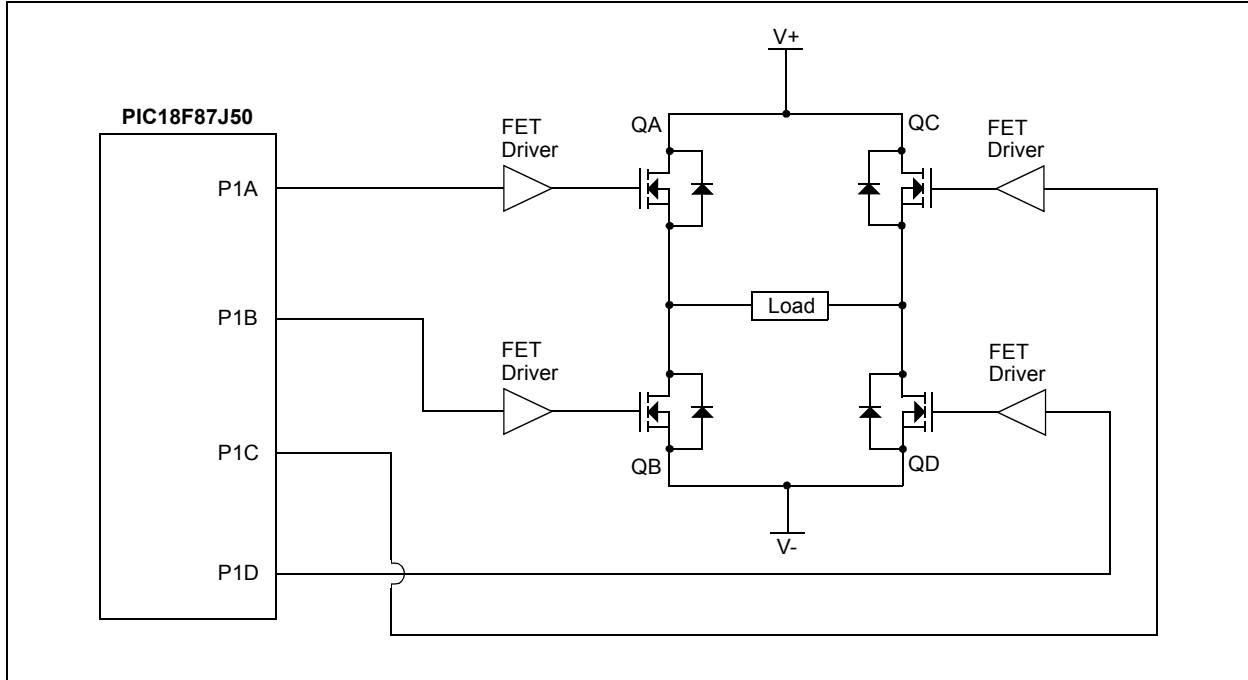 V+
PIC18F87J50
FET
Driver
QA
QC
FET
Driver
P1A
P1B
Load
FET
Driver
FET
Driver
P1C
QB
QD
V-
P1D